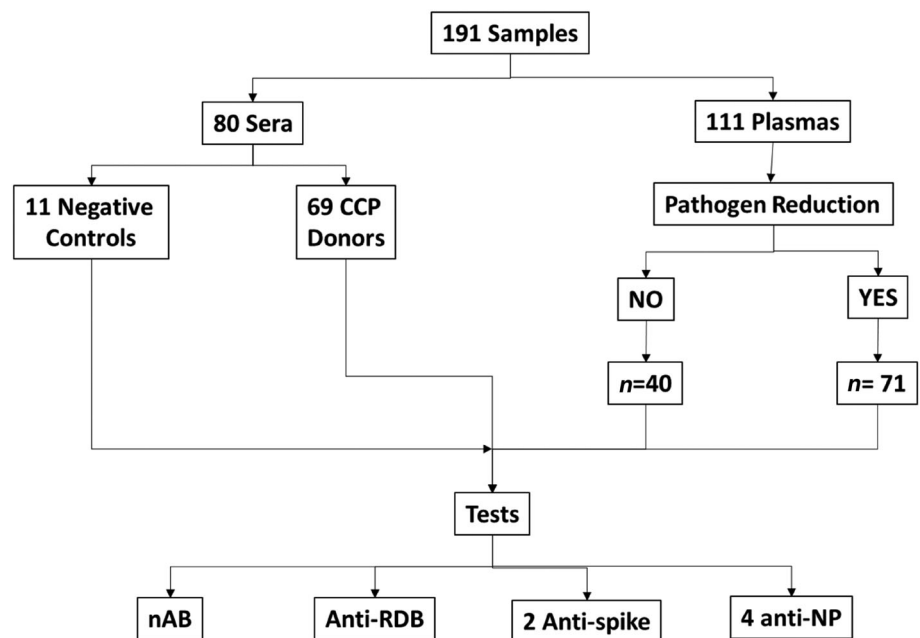 191 Samples
80 Sera
111 Plasmas
11 Negative
Controls
69 CCP
Donors
Pathogen Reduction
NO
YES
n=40
n= 71
Tests
nAB
Anti-RDB
2 Anti-spike
4 anti-NP